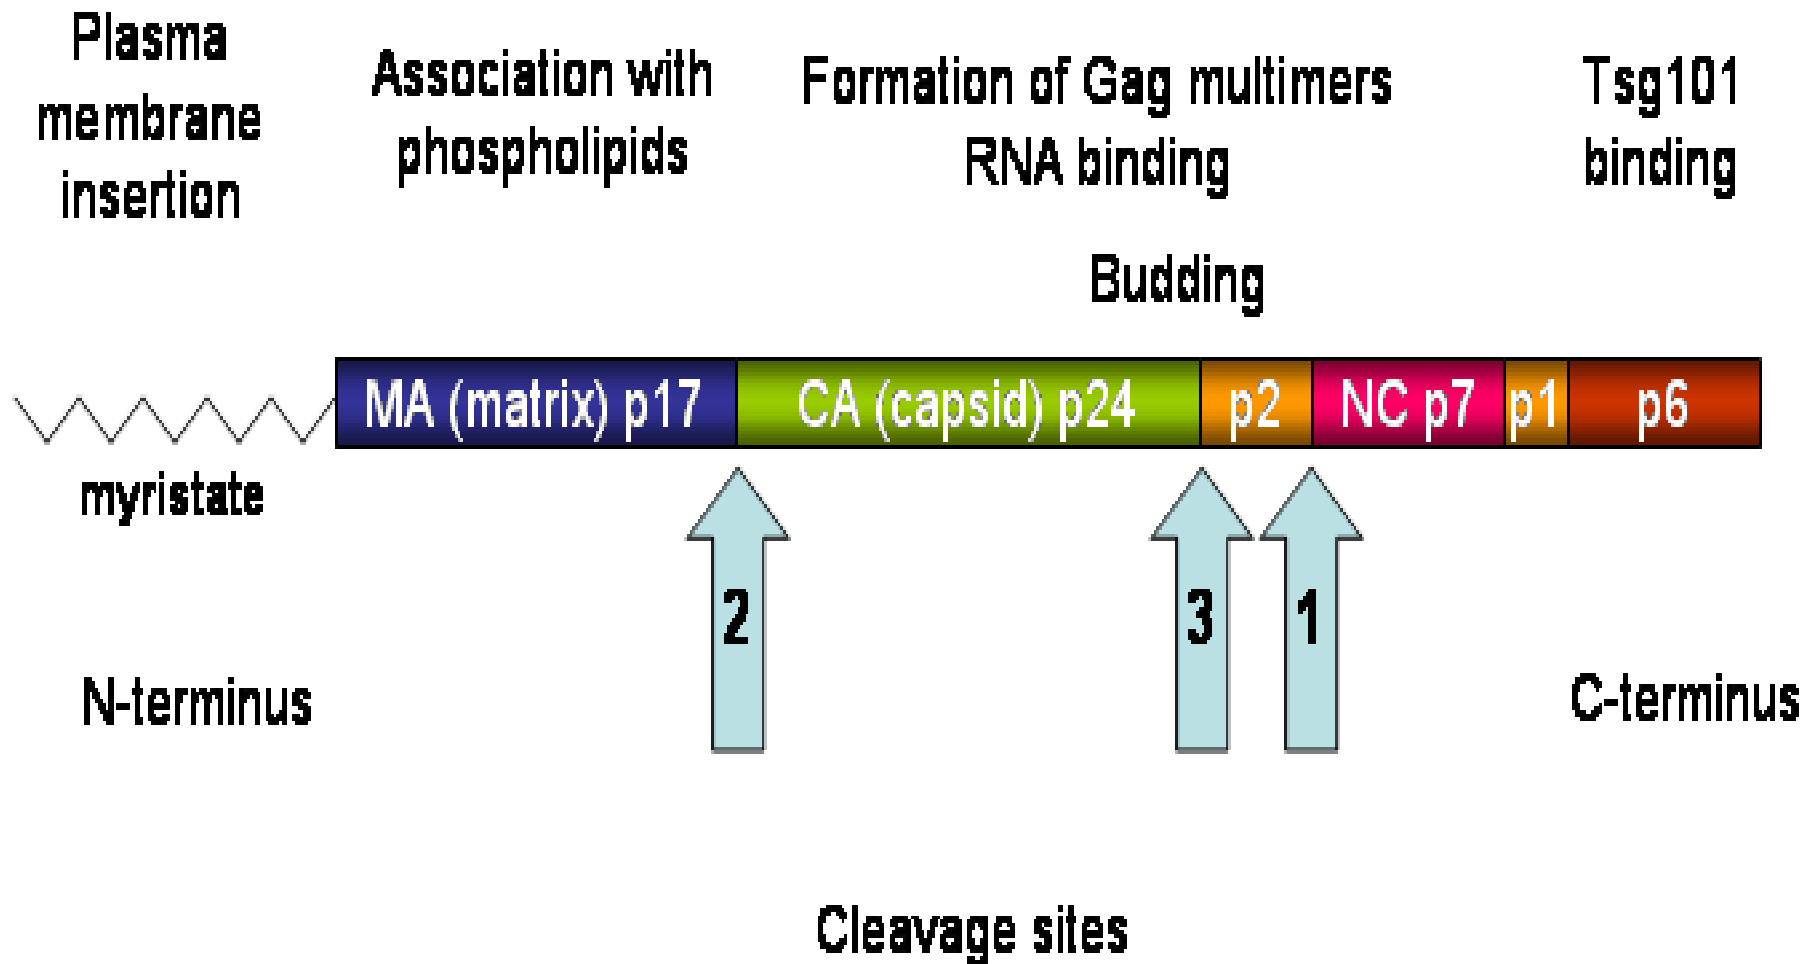 Plasma
membrane
insertion
Association with
phospholipids
Formation of Gag multimers
RNA binding
Budding
Tsg101
binding
MA (matrix) p17
CA (capsid) p24
p2
NC p7
p1
p6
myristate
2
3
1
N-terminus
C-terminus
Cleavage sites